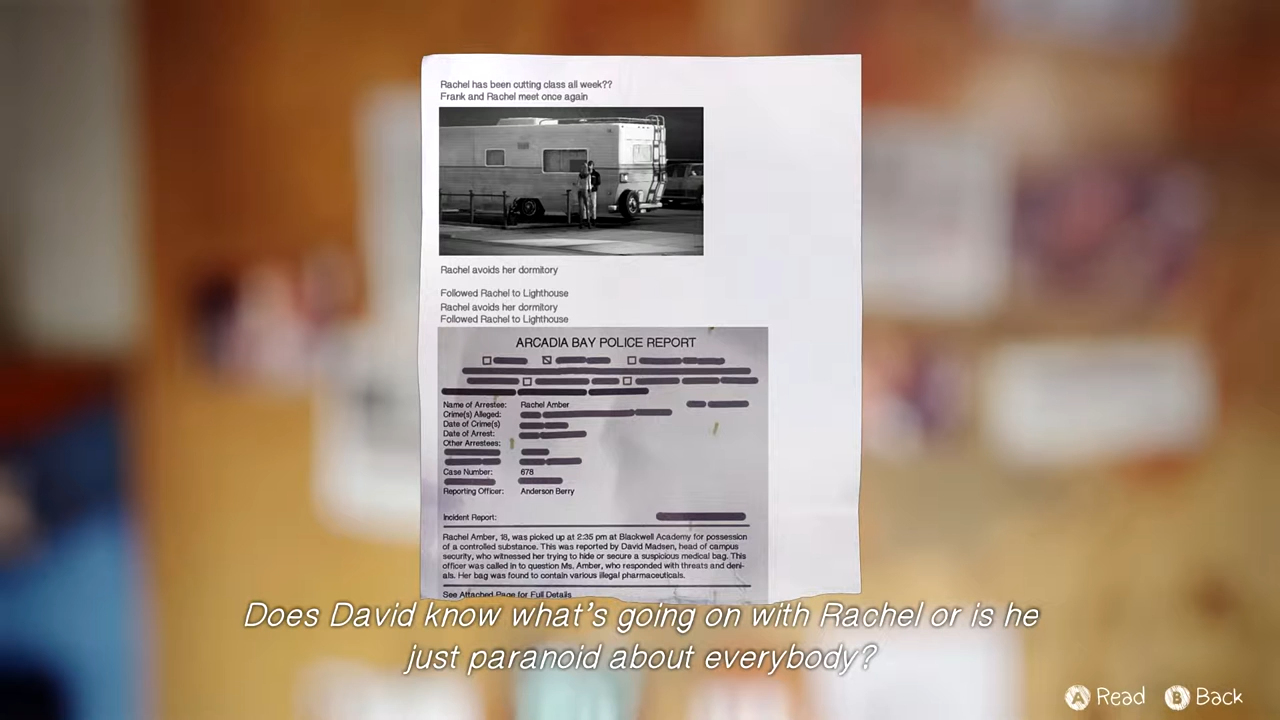 Rachel has been cutting class all week??
Frank and Rachel meet once again
Rachel avoids her dormitory
Followed Rachel to Lighthouse
Rachel avoids her dormitory
Followed Rachel to Lighthouse
ARCADIA BAY POLICE REPORT
Name of Arrestee: Rachel Amber
Crime(s) Alleged:
Date of Crime(s)
Date of Arrest:
Other Arrestees:
Case Number: 678
Reporting Officer: Anderson Berry
Incident Report:
Rachel Amber, 18, was picked up at 2:35 pm at Blackwell Academy for possession
of a controlled substance. This was reported by David Madsen, head of campus
security, who witnessed her trying to hide or secure a suspicious medical bag. This
officer was called in to question Ms. Amber, who responded with threats and deni-
als. Her bag was found to contain various illegal pharmaceuticals.
See Attached Page for Full Details
Does David know what's going on with Rachel or is he
just paranoid about everybody?
A Read B Back